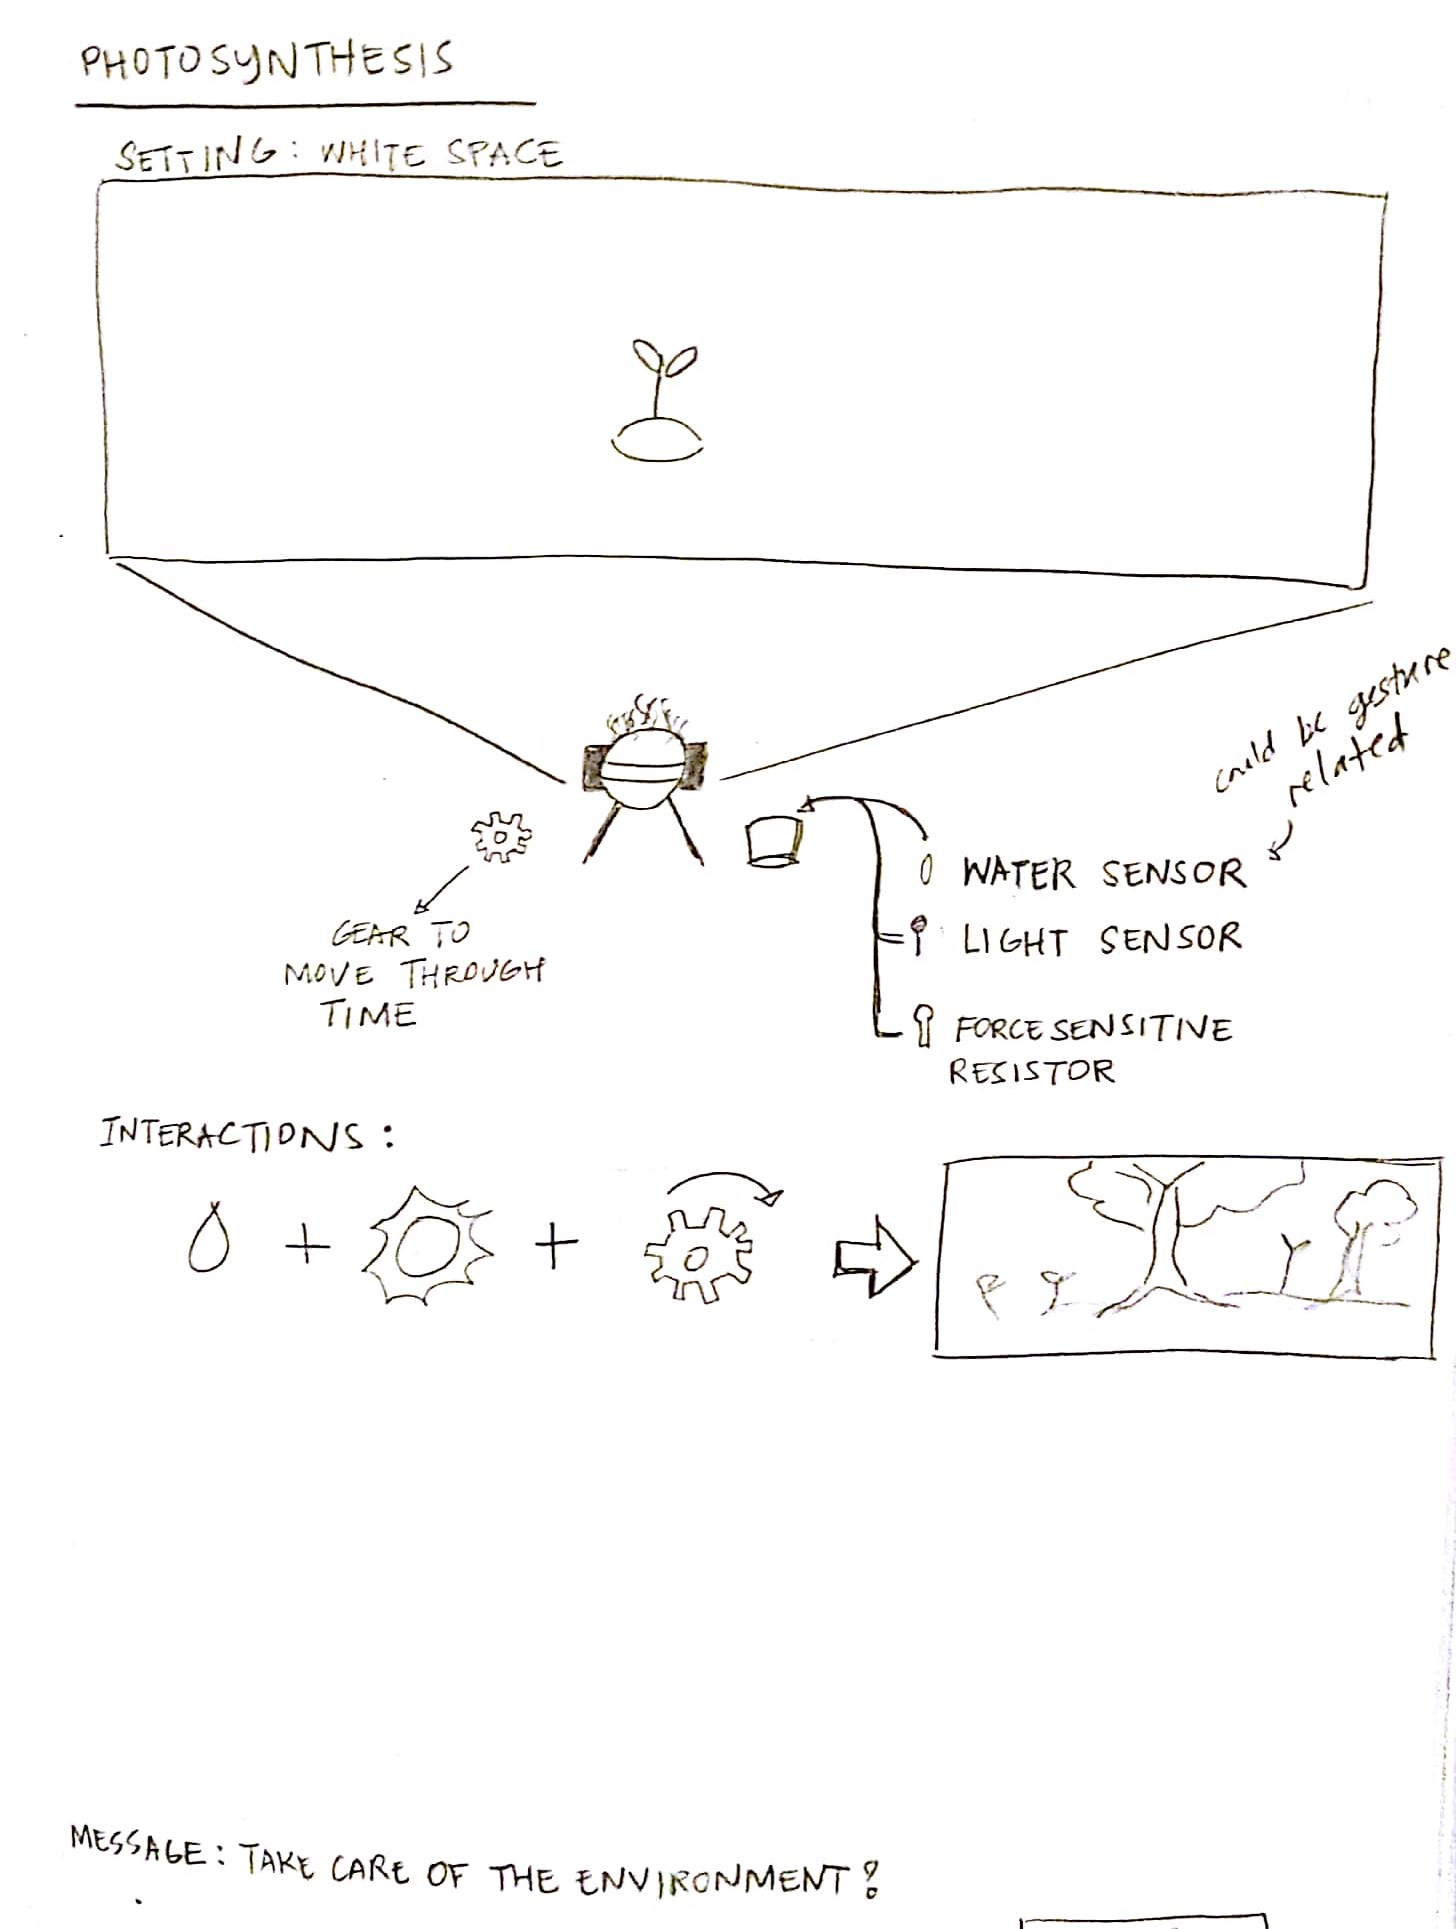 PHOTOSYNTHESIS
SETTING: WHITE SPACE
could be gesture
related
WATER SENSOR
LIGHT SENSOR
FORCE SENSITIVE
RESISTOR
GEAR TO
MOVE THROUGH
TIME
INTERACTIONS:
+ +
MESSAGE: TAKE CARE OF THE ENVIRONMENT?